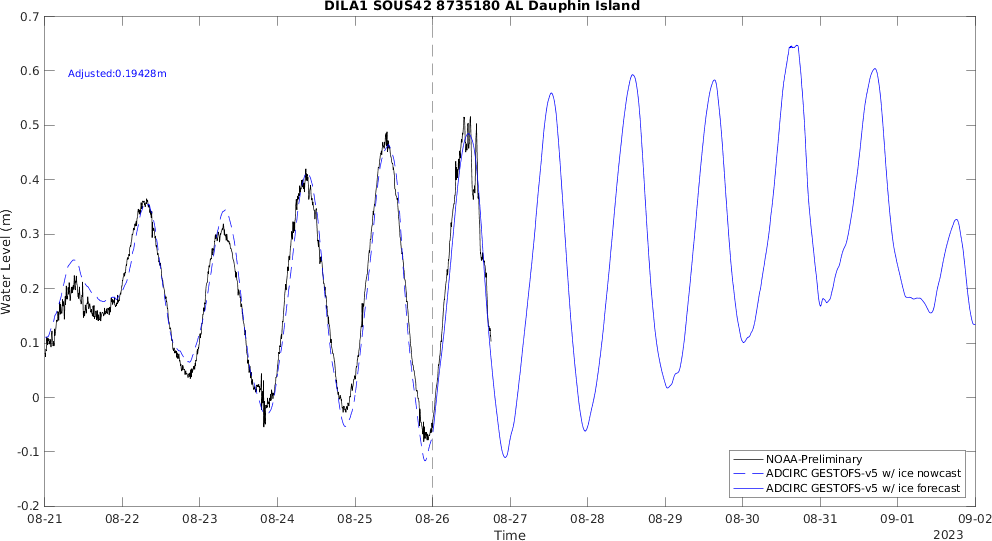 DILA1 SOUS42 8735180 AL Dauphin Island
Adjusted:0.19428m
Water Level (m)
0.7
0.6
0.5
0.4
0.3
0.2
0.1
0
-0.1
-0.2
NOAA-Preliminary
ADCIRC GESTOFS-v5 w/ ice nowcast
ADCIRC GESTOFS-v5 w/ ice forecast
08-21 08-22 08-23 08-24 08-25 08-26 08-27 08-28 08-29 08-30 08-31 09-01 09-02
Time
2023